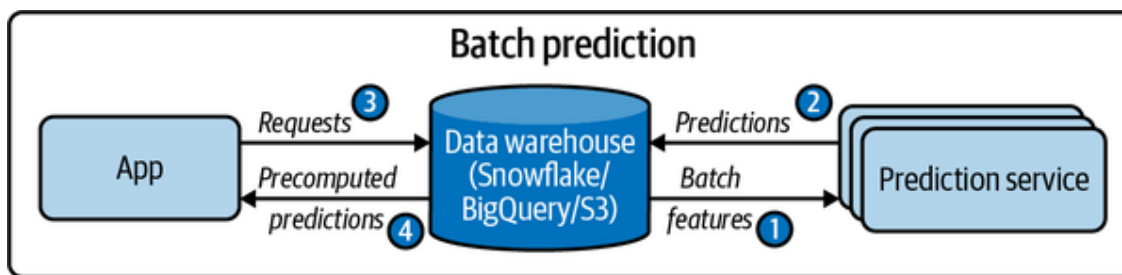 Batch prediction
App
Requests 3
Precomputed
predictions 4
Data warehouse
(Snowflake/
BigQuery/S3)
Predictions 2
Batch
features 1
Prediction service